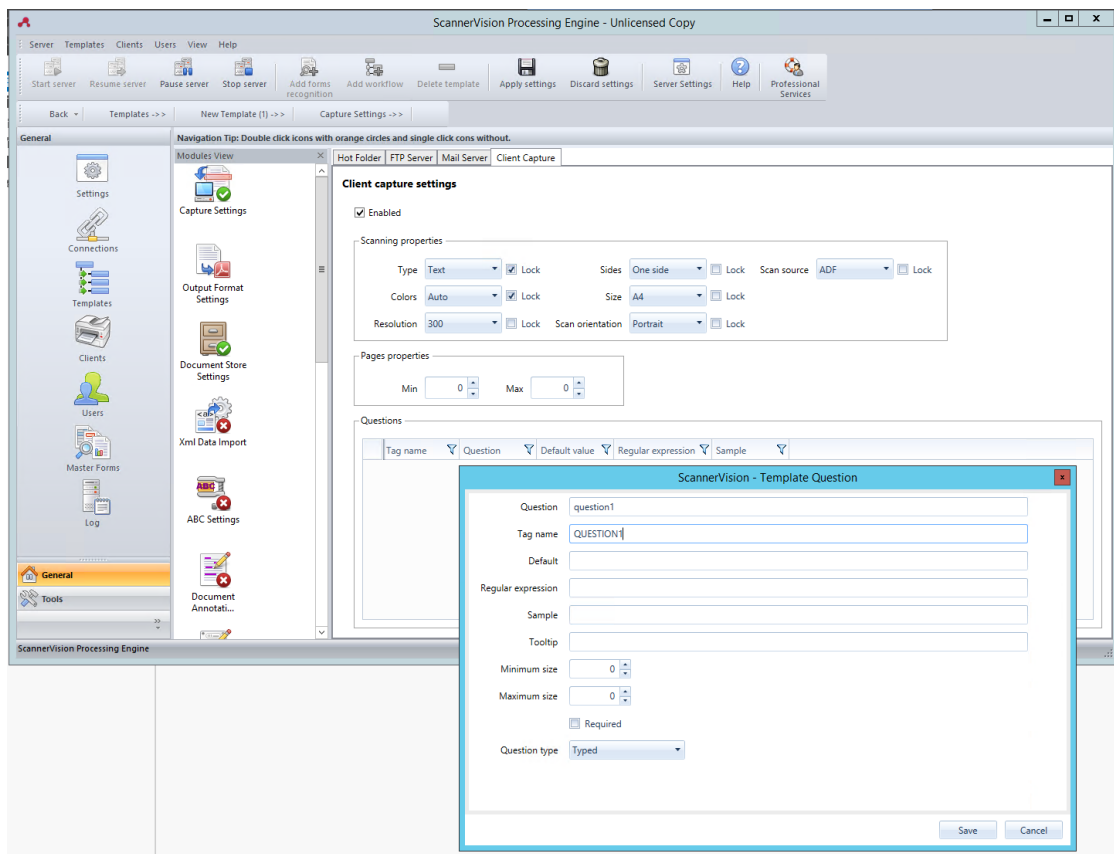 ScannerVision Processing Engine - Unlicensed Copy
Server Templates Clients Users View Help
Start server Resume server Pause server Stop server Add forms recognition Add workflow Delete template Apply settings Discard settings Server Settings Help Professional Services
Back Templates ->> New Template (1) ->> Capture Settings ->>
General
Navigation Tip: Double click icons with orange circles and single click cons without.
Settings
Connections
Templates
Clients
Users
Master Forms
Log
General
Tools
Modules View
Capture Settings
Output Format
Settings
Document Store
Settings
Xml Data Import
ABC Settings
Document
Annotati...
Hot Folder FTP Server Mail Server Client Capture
Client capture settings
Enabled
Scanning properties
Type Text Lock Sides One side Lock Scan source ADF Lock
Colors Auto Lock Size A4 Lock
Resolution 300 Lock Scan orientation Portrait Lock
Pages properties
Min 0 Max 0
Questions
Tag name Question Default value Regular expression Sample
ScannerVision - Template Question
Question question1
Tag name QUESTION1
Default
Regular expression
Sample
Tooltip
Minimum size 0
Maximum size 0
Required
Question type Typed
Save Cancel
ScannerVision Processing Engine